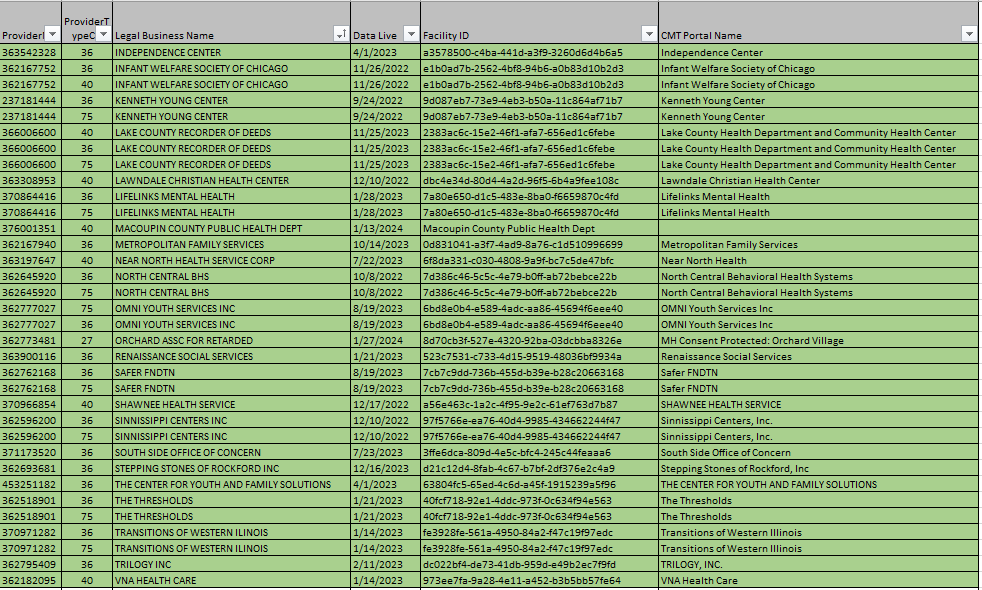 ProviderI ProviderTypeC Legal Business Name Data Live Facility ID CMT Portal Name
363542328 36 INDEPENDENCE CENTER 4/1/2023 a3578500-c4ba-441d-a3f9-3260d6d4b6a5 Independence Center
362167752 36 INFANT WELFARE SOCIETY OF CHICAGO 11/26/2022 e1b0ad7b-2562-4bf8-94b6-a0b83d10b2d3 Infant Welfare Society of Chicago
362167752 40 INFANT WELFARE SOCIETY OF CHICAGO 11/26/2022 e1b0ad7b-2562-4bf8-94b6-a0b83d10b2d3 Infant Welfare Society of Chicago
237181444 36 KENNETH YOUNG CENTER 9/24/2022 9d087eb7-73e9-4eb3-b50a-11c864af71b7 Kenneth Young Center
237181444 75 KENNETH YOUNG CENTER 9/24/2022 9d087eb7-73e9-4eb3-b50a-11c864af71b7 Kenneth Young Center
366006600 40 LAKE COUNTY RECORDER OF DEEDS 11/25/2023 2383ac6c-15e2-46f1-afa7-656ed1c6febe Lake County Health Department and Community Health Center
366006600 36 LAKE COUNTY RECORDER OF DEEDS 11/25/2023 2383ac6c-15e2-46f1-afa7-656ed1c6febe Lake County Health Department and Community Health Center
366006600 75 LAKE COUNTY RECORDER OF DEEDS 11/25/2023 2383ac6c-15e2-46f1-afa7-656ed1c6febe Lake County Health Department and Community Health Center
363308953 40 LAWNDALE CHRISTIAN HEALTH CENTER 12/10/2022 dbc4e34d-80d4-4a2d-96f5-6b4a9fee108c Lawndale Christian Health Center
370864416 36 LIFELINKS MENTAL HEALTH 1/28/2023 7a80e650-d1c5-483e-8ba0-f6659870c4fd Lifelinks Mental Health
370864416 75 LIFELINKS MENTAL HEALTH 1/28/2023 7a80e650-d1c5-483e-8ba0-f6659870c4fd Lifelinks Mental Health
376001351 40 MACOUPIN COUNTY PUBLIC HEALTH DEPT 1/13/2024 Macoupin County Public Health Dept
362167940 36 METROPOLITAN FAMILY SERVICES 10/14/2023 0d831041-a3f7-4ad9-8a76-c1d510996699 Metropolitan Family Services
363197647 40 NEAR NORTH HEALTH SERVICE CORP 7/22/2023 6f8da331-c030-4808-9a9f-bc7c5de47bfc Near North Health
362645920 36 NORTH CENTRAL BHS 10/8/2022 7d386c46-5c5c-4e79-b0ff-ab72bebce22b North Central Behavioral Health Systems
362645920 75 NORTH CENTRAL BHS 10/8/2022 7d386c46-5c5c-4e79-b0ff-ab72bebce22b North Central Behavioral Health Systems
362777027 75 OMNI YOUTH SERVICES INC 8/19/2023 6bd8e0b4-e589-4adc-aa86-45694f6eee40 OMNI Youth Services Inc
362777027 36 OMNI YOUTH SERVICES INC 8/19/2023 6bd8e0b4-e589-4adc-aa86-45694f6eee40 OMNI Youth Services Inc
362773481 27 ORCHARD ASSC FOR RETARDED 1/27/2024 8d70cb3f-527e-4320-92ba-03dcbba8326e MH Consent Protected: Orchard Village
363900116 36 RENAISSANCE SOCIAL SERVICES 1/21/2023 523c7531-c733-4d15-9519-48036bf9934a Renaissance Social Services
362762168 36 SAFER FNDTN 8/19/2023 7cb7c9dd-736b-455d-b39e-b28c20663168 Safer FNDTN
362762168 75 SAFER FNDTN 8/19/2023 7cb7c9dd-736b-455d-b39e-b28c20663168 Safer FNDTN
370966854 40 SHAWNEE HEALTH SERVICE 12/17/2022 a56e463c-1a2c-4f95-9e2c-61ef763d7b87 SHAWNEE HEALTH SERVICE
362596200 36 SINNISSIPPI CENTERS INC 12/10/2022 97f5766e-ea76-40d4-9985-434662244f47 Sinnissippi Centers, Inc.
362596200 75 SINNISSIPPI CENTERS INC 12/10/2022 97f5766e-ea76-40d4-9985-434662244f47 Sinnissippi Centers, Inc.
371173520 36 SOUTH SIDE OFFICE OF CONCERN 7/23/2023 3ffe6dca-809d-4e5c-bfc4-245c44feaaa6 South Side Office of Concern
362693681 36 STEPPING STONES OF ROCKFORD INC 12/16/2023 d21c12d4-8fab-4c67-b7bf-2df376e2c4a9 Stepping Stones of Rockford, Inc
453251182 36 THE CENTER FOR YOUTH AND FAMILY SOLUTIONS 4/1/2023 63804fc5-65ed-4c6d-a45f-1915239a5f96 THE CENTER FOR YOUTH AND FAMILY SOLUTIONS
362518901 36 THE THRESHOLDS 1/21/2023 40fcf718-92e1-4ddc-973f-0c634f94e563 The Thresholds
362518901 75 THE THRESHOLDS 1/21/2023 40fcf718-92e1-4ddc-973f-0c634f94e563 The Thresholds
370971282 36 TRANSITIONS OF WESTERN ILINOIS 1/14/2023 fe3928fe-561a-4950-84a2-f47c19f97edc Transitions of Western Illinois
370971282 75 TRANSITIONS OF WESTERN ILINOIS 1/14/2023 fe3928fe-561a-4950-84a2-f47c19f97edc Transitions of Western Illinois
362795409 36 TRILOGY INC 2/11/2023 dc022bf4-de73-41db-959d-e49b2ec7f9fd TRILOGY, INC.
362182095 40 VNA HEALTH CARE 1/14/2023 973ee7fa-9a28-4e11-a452-b3b5bb57fe64 VNA Health Care